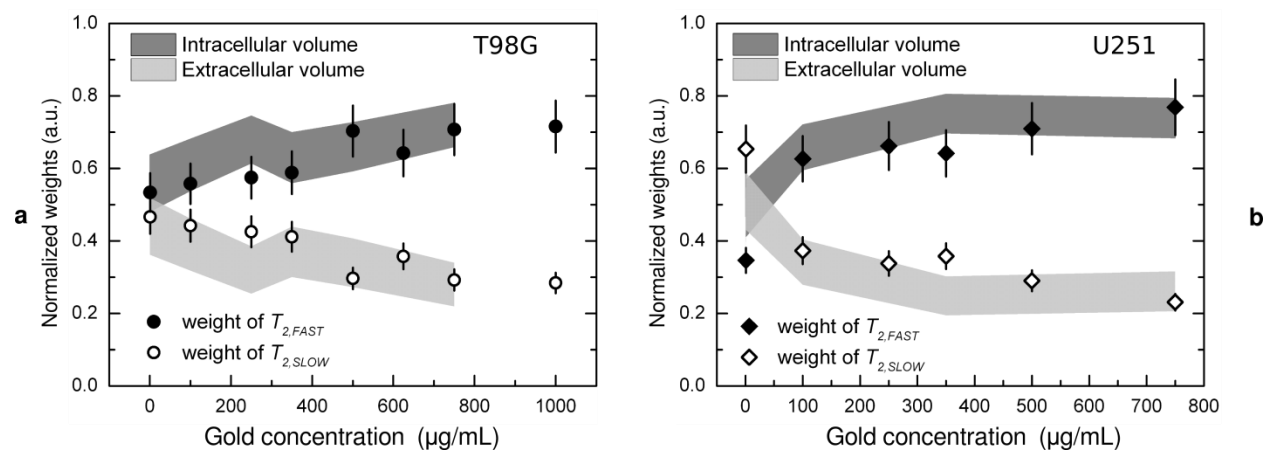 a
Normalized weights (a.u.)
1.0
0.8
0.6
0.4
0.2
0.0
Intracellular volume
Extracellular volume
T98G
weight of T2,FAST
weight of T2,SLOW
0 200 400 600 800 1000
Gold concentration (µg/mL)
Normalized weights (a.u.)
1.0
0.8
0.6
0.4
0.2
0.0
Intracellular volume
Extracellular volume
U251
weight of T2,FAST
weight of T2,SLOW
0 100 200 300 400 500 600 700 800
Gold concentration (µg/mL)
b